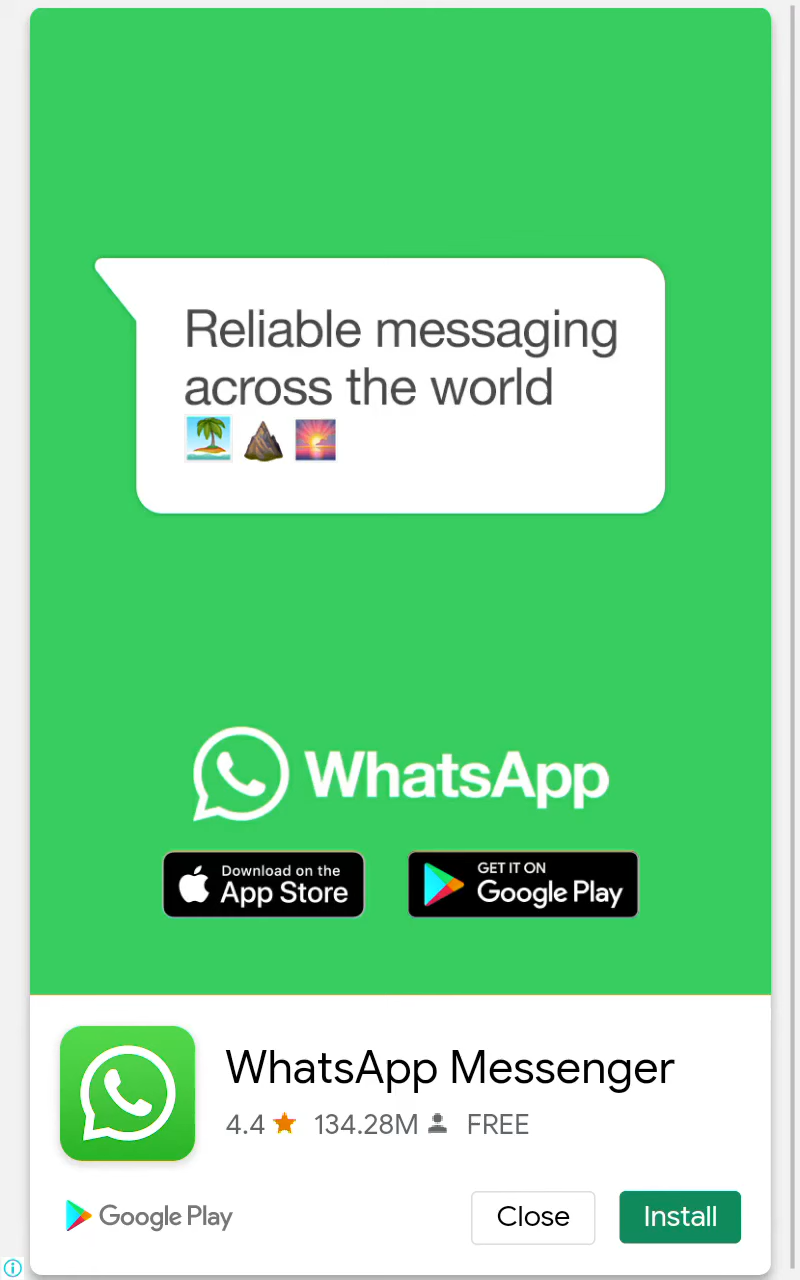 Reliable messaging
across the world
🏝️ ⛰️ 🌅
WhatsApp
Download on the
App Store
GET IT ON
Google Play
WhatsApp Messenger
4.4 ★ 134.28M FREE
Google Play
Close
Install